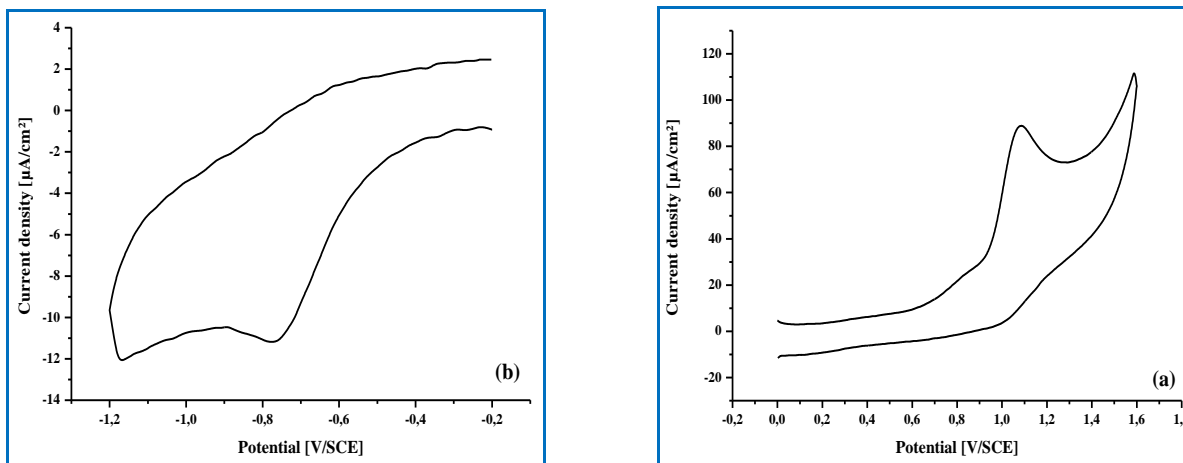 4
2
0
-2
-4
-6
-8
-10
-12
-14
Current density [µA/cm²]
(b)
-1,2 -1,0 -0,8 -0,6 -0,4 -0,2
Potential [V/SCE]
120
100
80
60
40
20
0
-20
Current density [µA/cm²]
(a)
-0,2 0,0 0,2 0,4 0,6 0,8 1,0 1,2 1,4 1,6 1,
Potential [V/SCE]